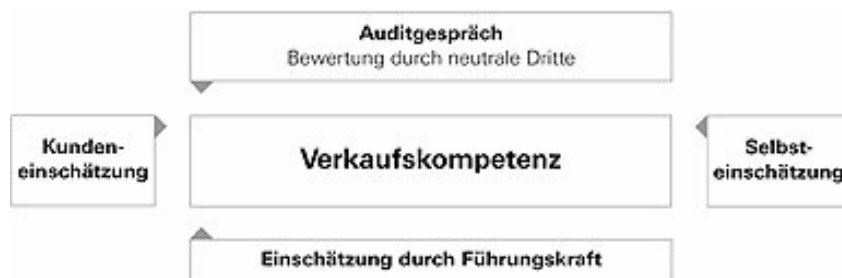 Auditgespräch
Bewertung durch neutrale Dritte
Kunden-
einschätzung
Verkaufskompetenz
Selbst-
einschätzung
Einschätzung durch Führungskraft